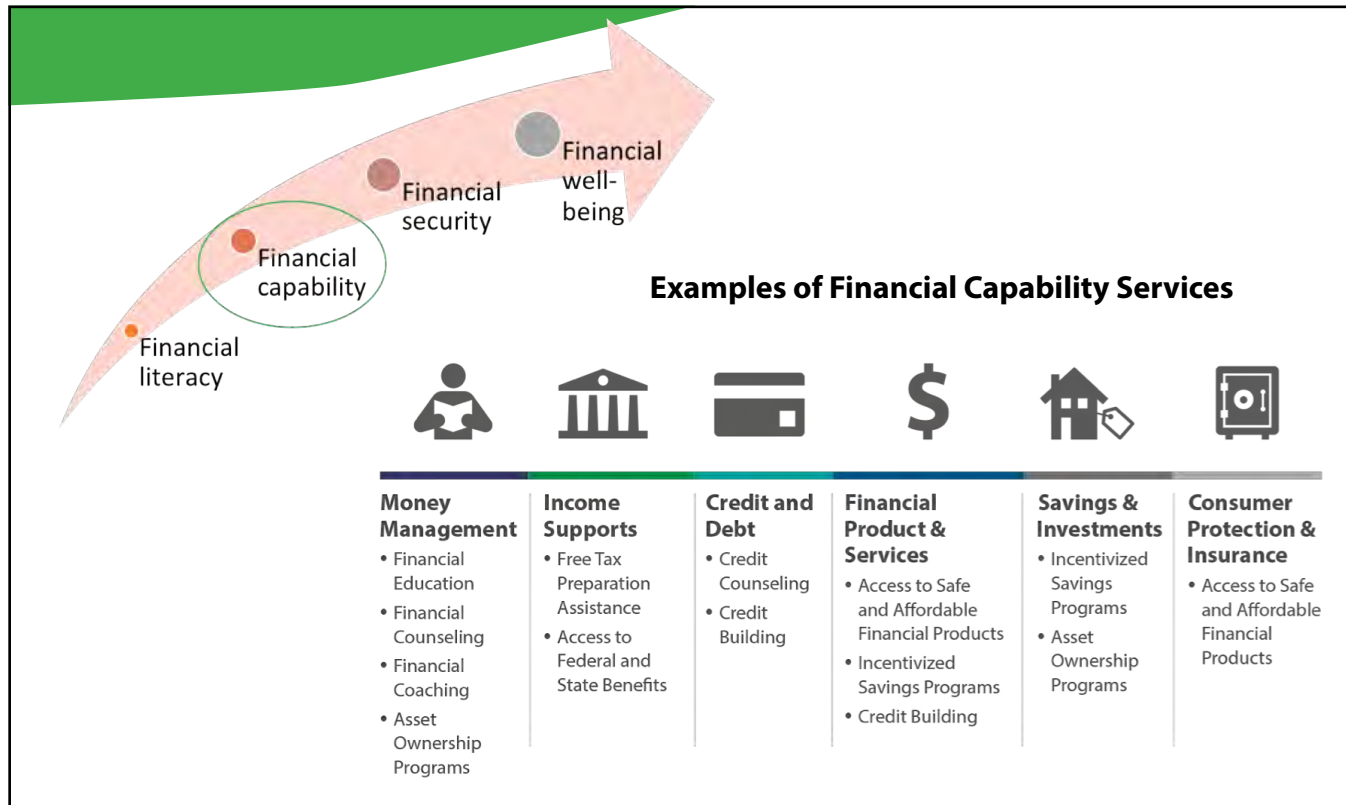 Financial
well-
being
Financial
security
Financial
capability
Financial
literacy
Examples of Financial Capability Services
$
Money
Management
• Financial
Education
• Financial
Counseling
• Financial
Coaching
• Asset
Ownership
Programs
Income
Supports
• Free Tax
Preparation
Assistance
• Access to
Federal and
State Benefits
Credit and
Debt
• Credit
Counseling
• Credit
Building
Financial
Product &
Services
• Access to Safe
and Affordable
Financial Products
• Incentivized
Savings Programs
• Credit Building
Savings &
Investments
• Incentivized
Savings
Programs
• Asset
Ownership
Programs
Consumer
Protection &
Insurance
• Access to Safe
and Affordable
Financial
Products